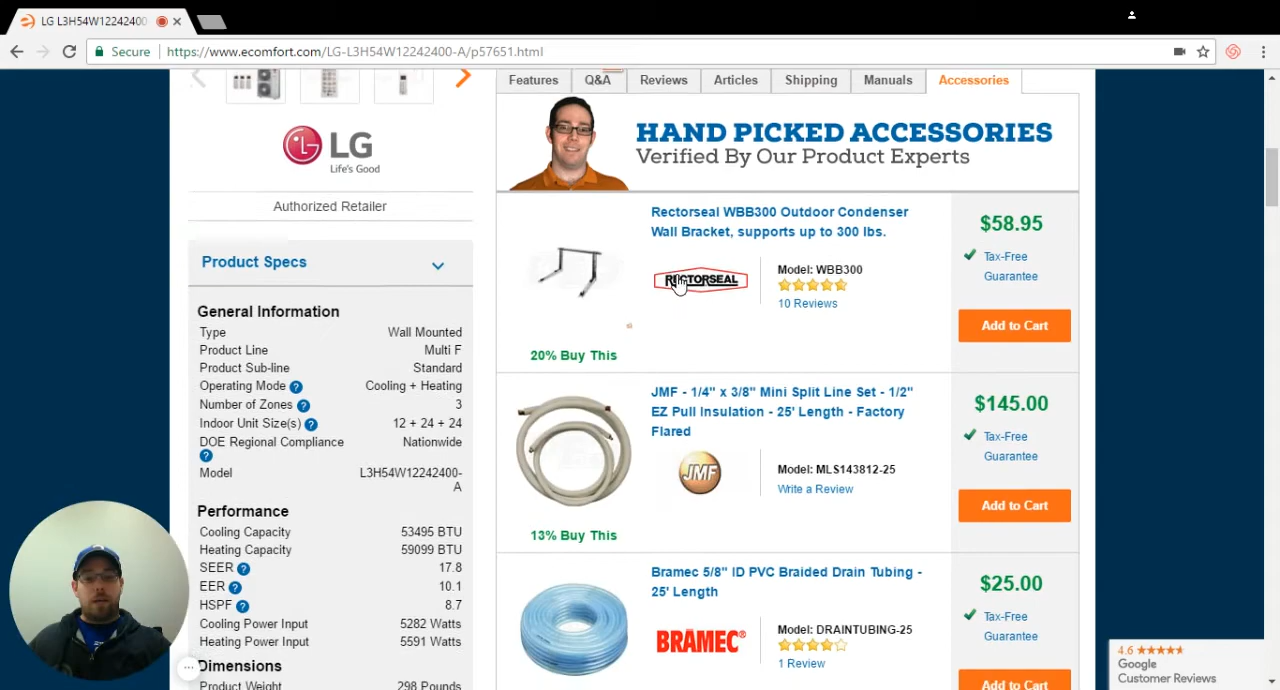 LG L3H54W12242400
Secure
https://www.ecomfort.com/LG-L3H54W12242400-A/p57651.html
LG
Life's Good
Authorized Retailer
Product Specs
General Information
Type Wall Mounted
Product Line Multi F
Product Sub-line Standard
Operating Mode ? Cooling + Heating
Number of Zones ? 3
Indoor Unit Size(s) ? 12 + 24 + 24
DOE Regional Compliance Nationwide
?
Model L3H54W12242400-
A
Performance
Cooling Capacity 53495 BTU
Heating Capacity 59099 BTU
SEER ? 17.8
EER ? 10.1
HSPF ? 8.7
Cooling Power Input 5282 Watts
Heating Power Input 5591 Watts
Dimensions
Product Weight 298 Pounds
Features Q&A Reviews Articles Shipping Manuals Accessories
HAND PICKED ACCESSORIES
Verified By Our Product Experts
Rectorseal WBB300 Outdoor Condenser
Wall Bracket, supports up to 300 lbs.
RECTORSEAL
Model: WBB300
10 Reviews
20% Buy This
$58.95
Tax-Free
Guarantee
Add to Cart
JMF - 1/4" x 3/8" Mini Split Line Set - 1/2"
EZ Pull Insulation - 25' Length - Factory
Flared
JMF
Model: MLS143812-25
Write a Review
13% Buy This
$145.00
Tax-Free
Guarantee
Add to Cart
Bramec 5/8" ID PVC Braided Drain Tubing -
25' Length
BRAMEC
Model: DRAINTUBING-25
1 Review
$25.00
Tax-Free
Guarantee
Add to Cart
4.6
Google
Customer Reviews